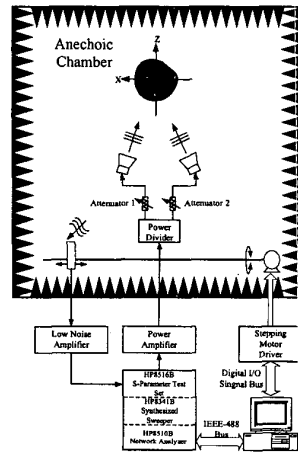 Anechoic
Chamber
Z
X
Attenuator 1
Attenuator 2
Power
Divider
Low Noise
Amplifier
Power
Amplifier
Stepping
Motor
Driver
HP8516B
S-Parameter Test
Set
HP8341B
Synthesized
Sweeper
HP8510B
Network Analyzer
Digital I/O
Singnal Bus
IEEE-488
Bus